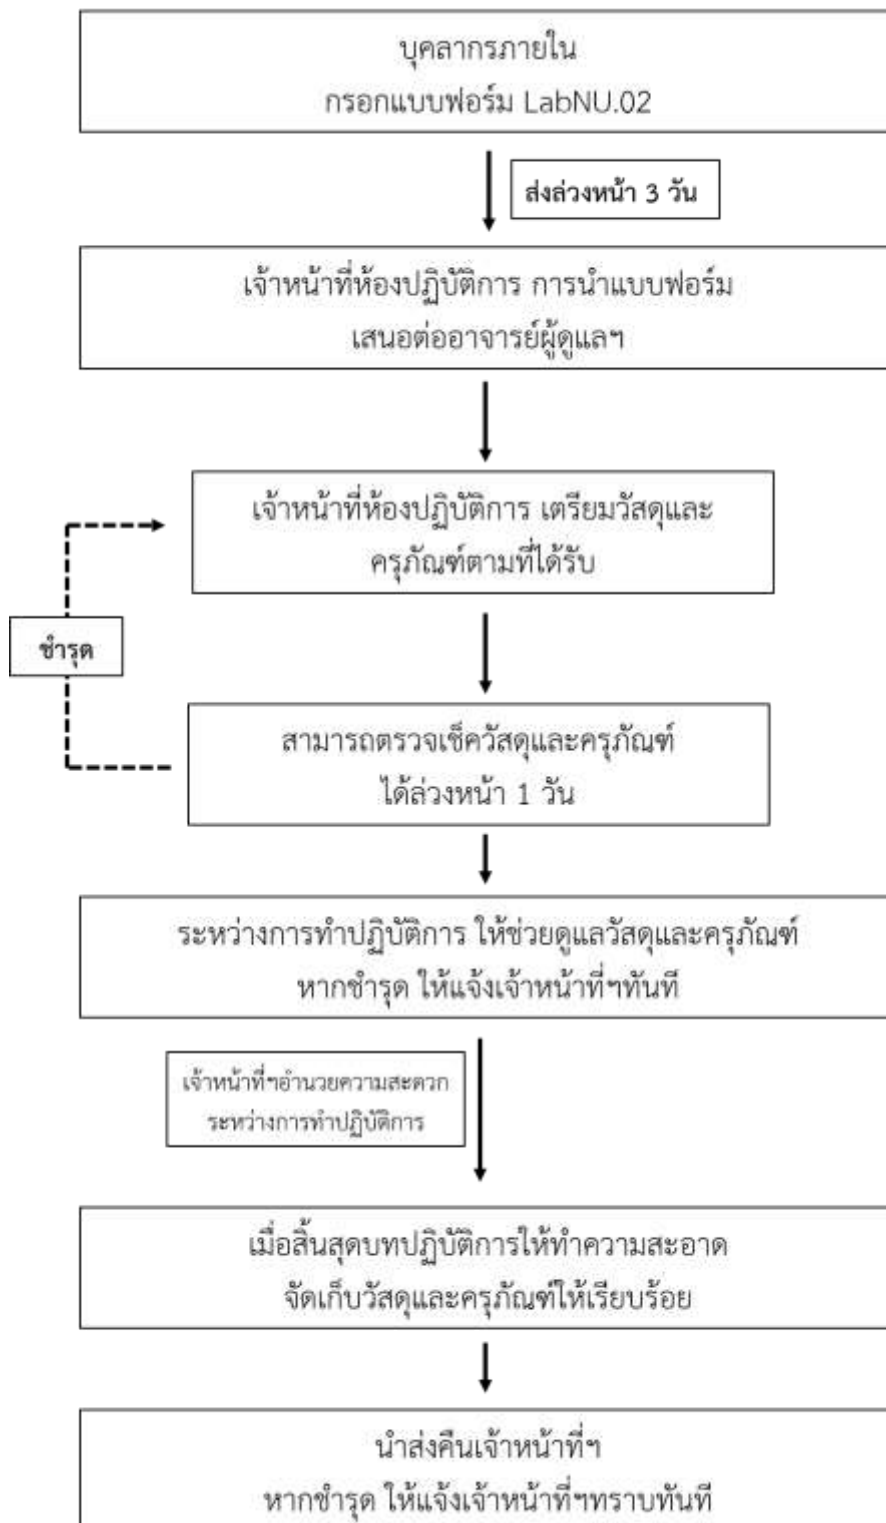 บุคลากรภายใน
กรอกแบบฟอร์ม LabNU.02
ส่งล่วงหน้า 3 วัน
เจ้าหน้าที่ห้องปฏิบัติการ การนำแบบฟอร์ม
เสนอต่ออาจารย์ผู้ดูแลฯ
เจ้าหน้าที่ห้องปฏิบัติการ เตรียมวัสดุและ
ครุภัณฑ์ตามที่ได้รับ
ชำรุด
สามารถตรวจเช็ควัสดุและครุภัณฑ์
ได้ล่วงหน้า 1 วัน
ระหว่างการทำปฏิบัติการ ให้ช่วยดูแลวัสดุและครุภัณฑ์
หากชำรุด ให้แจ้งเจ้าหน้าที่ฯทันที
เจ้าหน้าที่ฯอำนวยความสะดวก
ระหว่างการทำปฏิบัติการ
เมื่อสิ้นสุดบทปฏิบัติการให้ทำความสะอาด
จัดเก็บวัสดุและครุภัณฑ์ให้เรียบร้อย
นำส่งคืนเจ้าหน้าที่ฯ
หากชำรุด ให้แจ้งเจ้าหน้าที่ฯทราบทันที